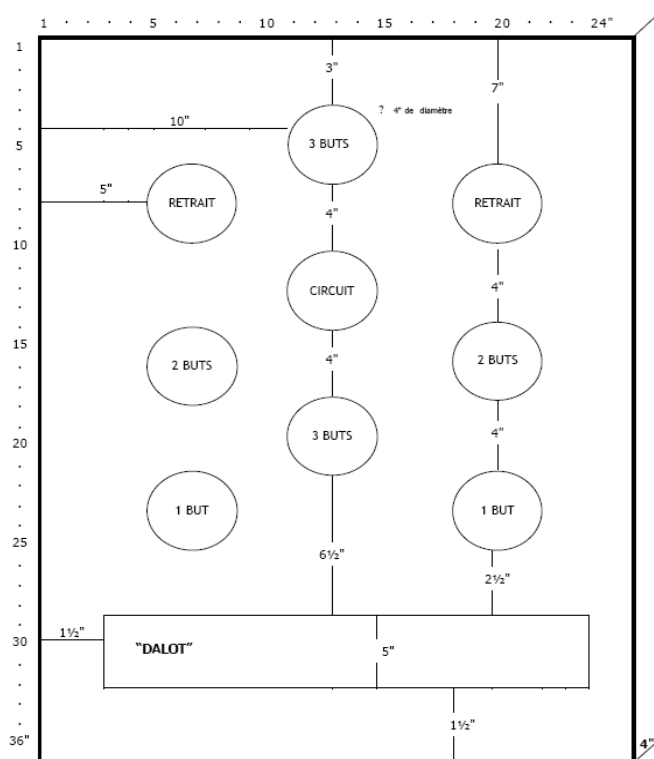 1 · · · 5 · · · · 10 · · · · 15 · · · · 20 · · · 24"
1
3"
7"
? 4" de diamètre
10"
5
3 BUTS
5"
RETRAIT
RETRAIT
4"
10
4"
CIRCUIT
15
4"
2 BUTS
2 BUTS
20
3 BUTS
4"
1 BUT
1 BUT
25
6½"
2½"
1½"
30
"DALOT"
5"
1½"
36"
4"